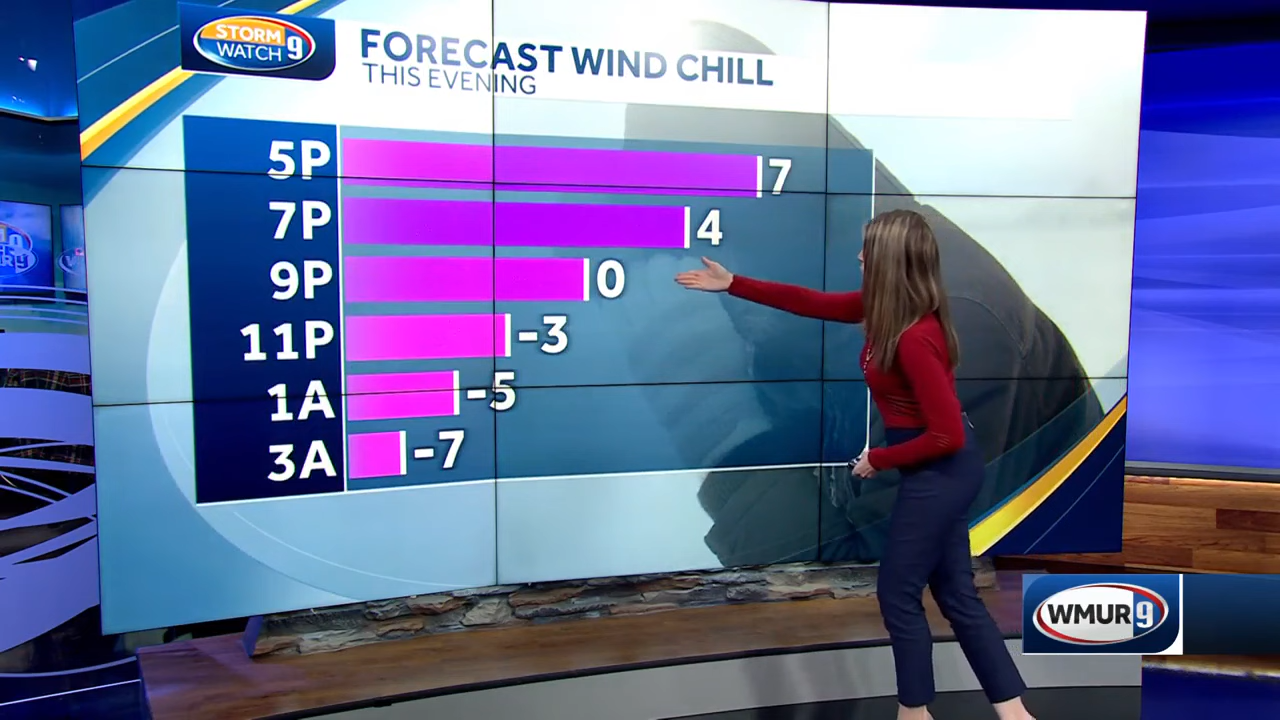 STORM
WATCH 9
FORECAST WIND CHILL
THIS EVENING
5P 7
7P 4
9P 0
11P -3
1A -5
3A -7
WMUR 9